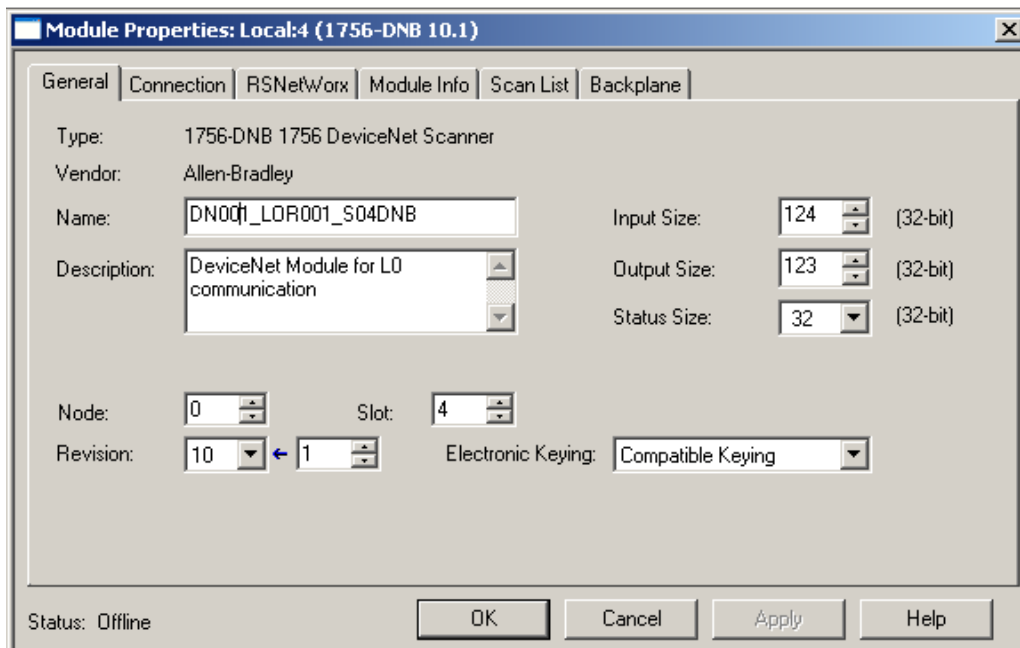 Module Properties: Local:4 (1756-DNB 10.1)
General Connection RSNetWorx Module Info Scan List Backplane
Type: 1756-DNB 1756 DeviceNet Scanner
Vendor: Allen-Bradley
Name: DN001_LOR001_S04DNB Input Size: 124 (32-bit)
Description: DeviceNet Module for L0 Output Size: 123 (32-bit)
communication
Status Size: 32 (32-bit)
Node: 0 Slot: 4
Revision: 10 ← 1 Electronic Keying: Compatible Keying
Status: Offline OK Cancel Apply Help